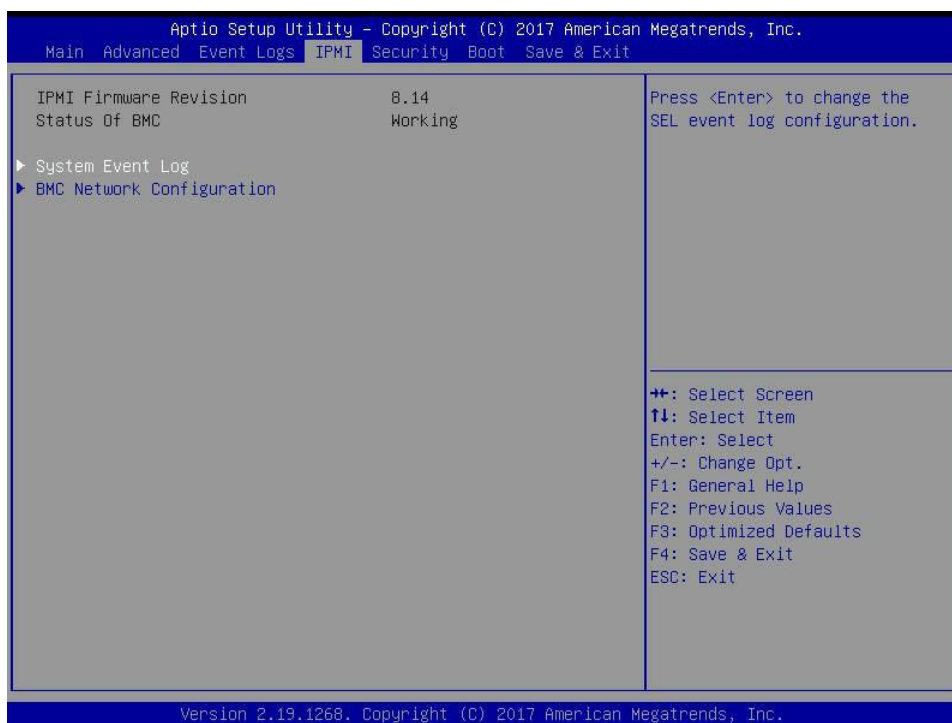 Aptio Setup Utility – Copyright (C) 2017 American Megatrends, Inc.
Main Advanced Event Logs IPMI Security Boot Save & Exit
IPMI Firmware Revision 8.14
Status Of BMC Working
▶ System Event Log
▶ BMC Network Configuration
Press <Enter> to change the
SEL event log configuration.
→←: Select Screen
↑↓: Select Item
Enter: Select
+/-: Change Opt.
F1: General Help
F2: Previous Values
F3: Optimized Defaults
F4: Save & Exit
ESC: Exit
Version 2.19.1268. Copyright (C) 2017 American Megatrends, Inc.